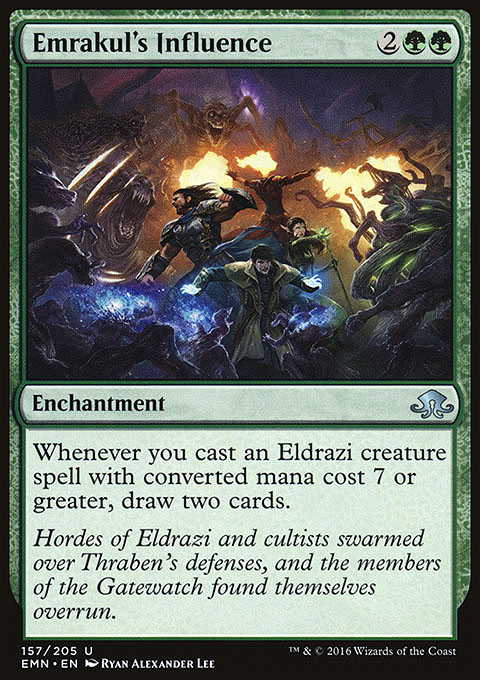 Emrakul's Influence 2
Enchantment
Whenever you cast an Eldrazi creature
spell with converted mana cost 7 or
greater, draw two cards.
Hordes of Eldrazi and cultists swarmed
over Thraben's defenses, and the members
of the Gatewatch found themselves
overrun.
157/205 U ™ & © 2016 Wizards of the Coast
EMN • EN Ryan Alexander Lee